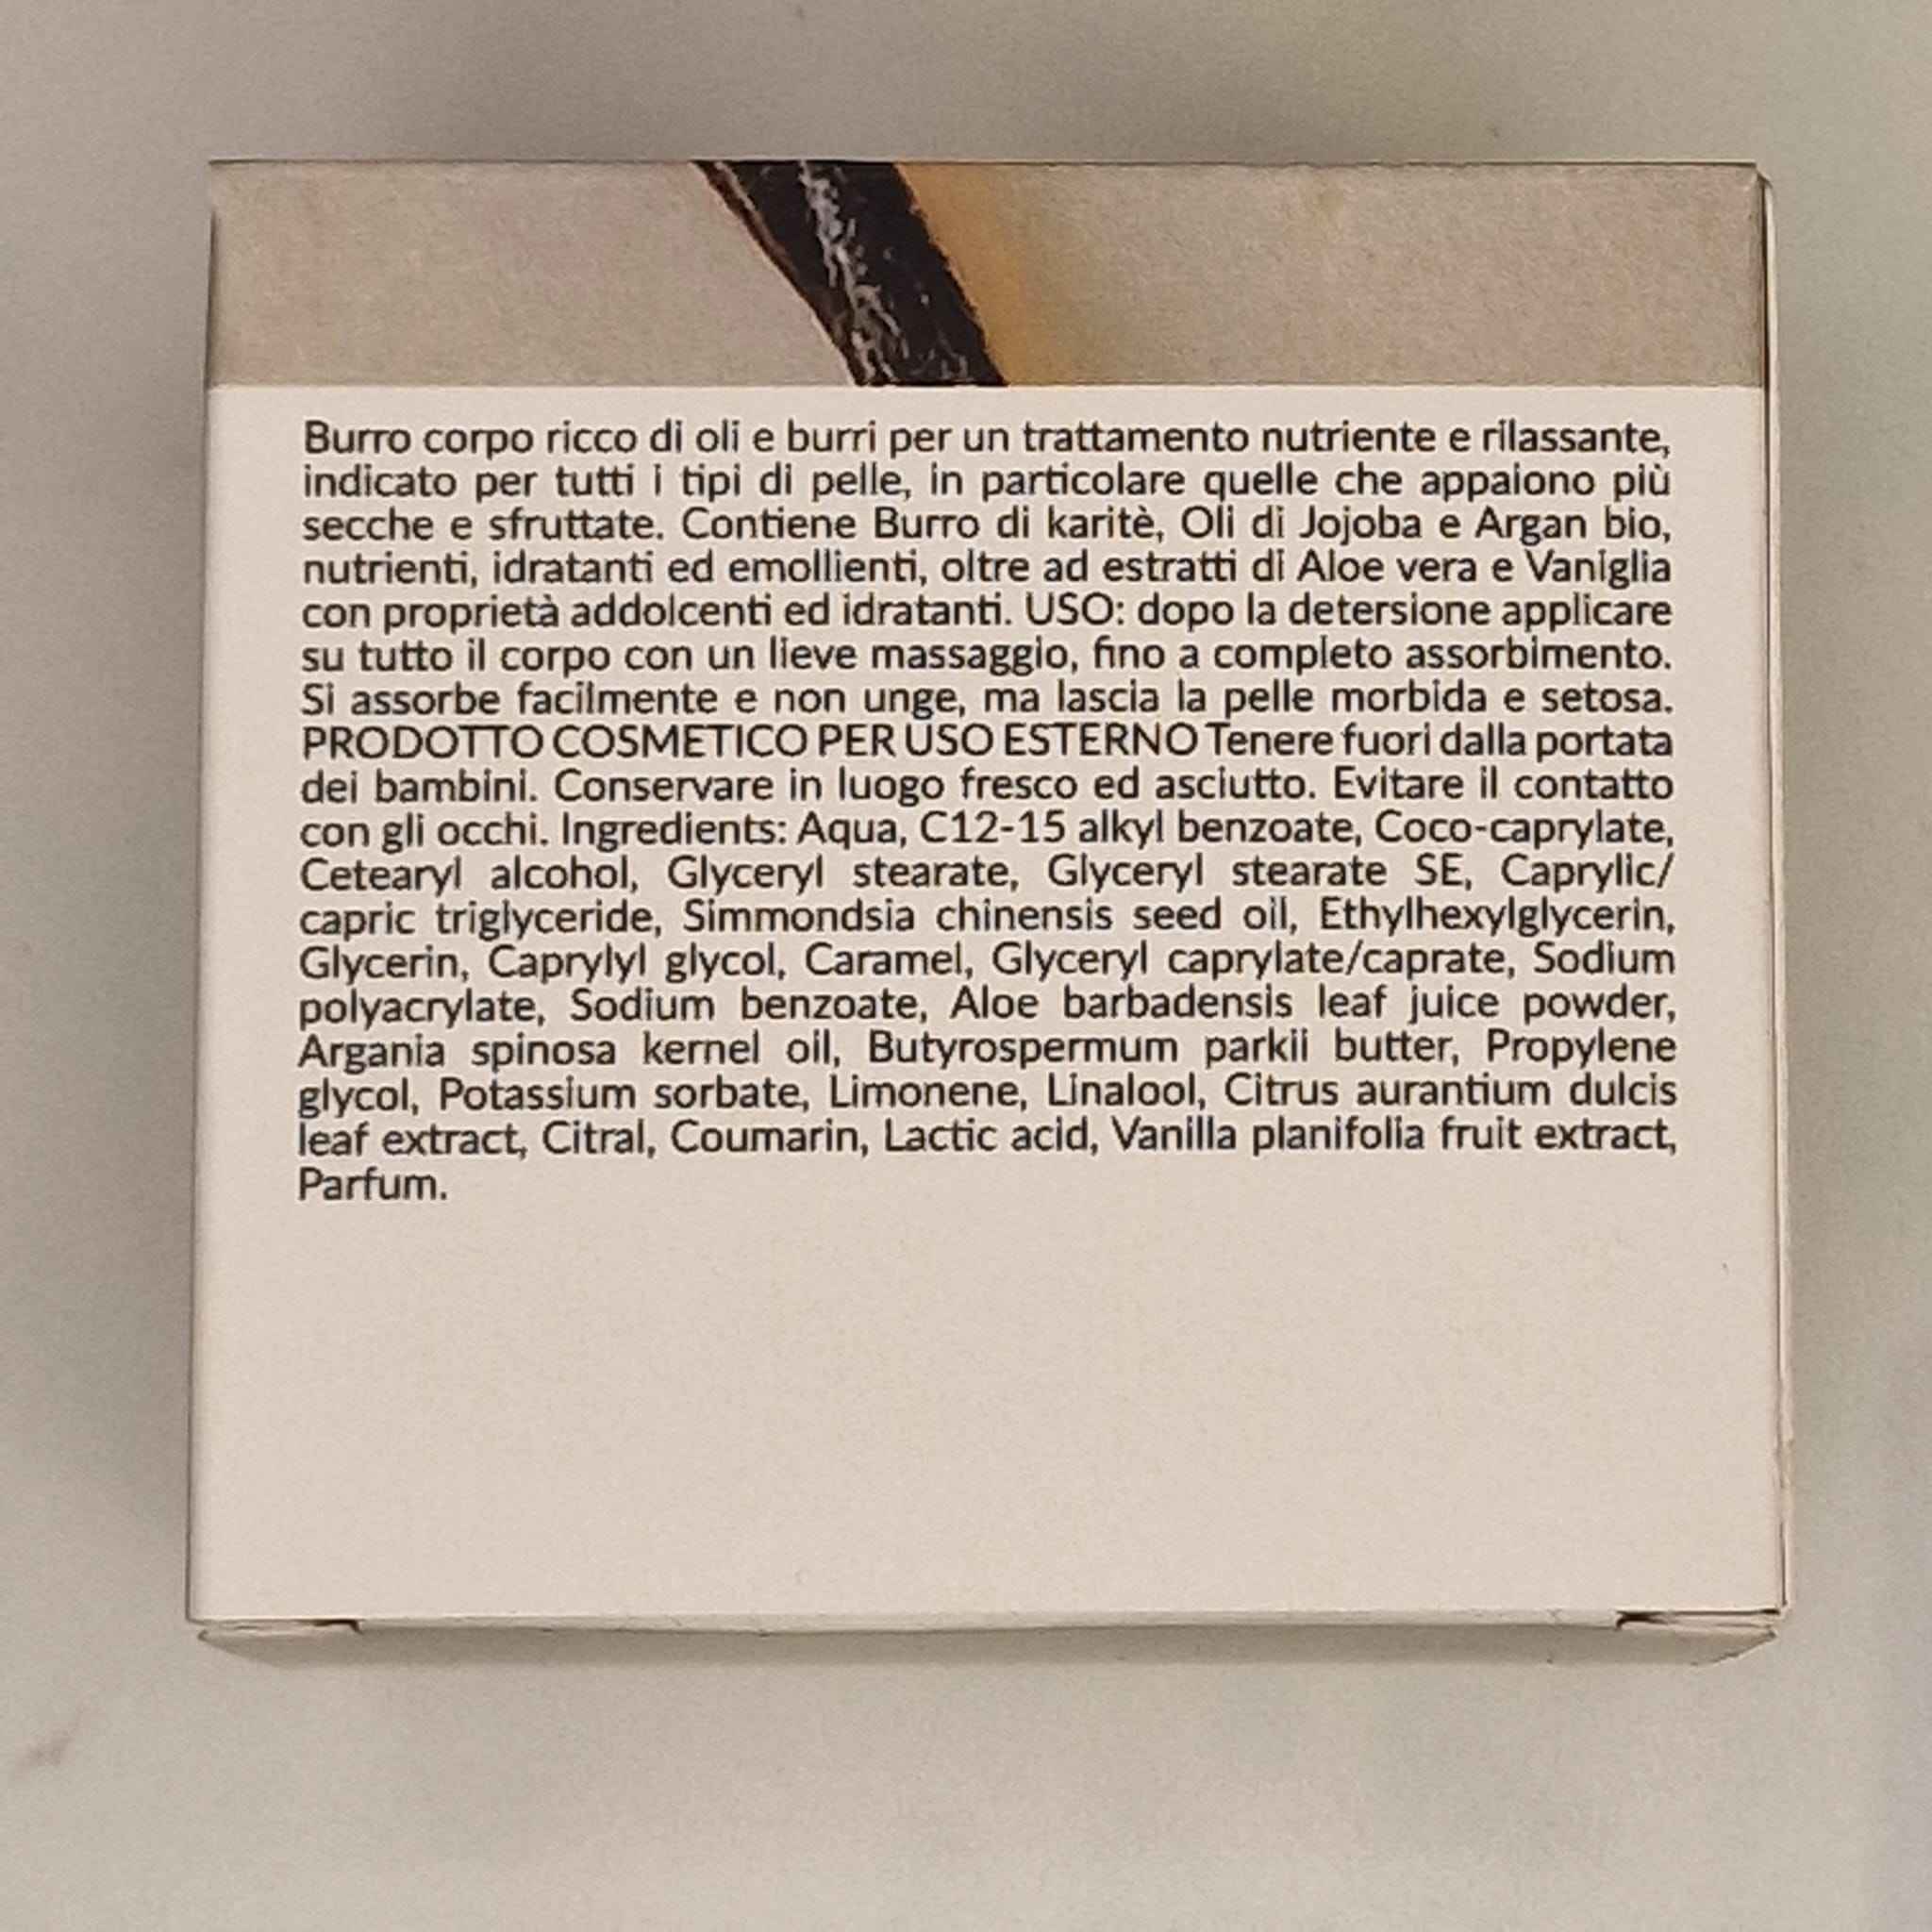 Burro corpo ricco di oli e burri per un trattamento nutriente e rilassante,
indicato per tutti i tipi di pelle, in particolare quelle che appaiono più
secche e sfruttate. Contiene Burro di karitè, Oli di Jojoba e Argan bio,
nutrienti, idratanti ed emollienti, oltre ad estratti di Aloe vera e Vaniglia
con proprietà addolcenti ed idratanti. USO: dopo la detersione applicare
su tutto il corpo con un lieve massaggio, fino a completo assorbimento.
Si assorbe facilmente e non unge, ma lascia la pelle morbida e setosa.
PRODOTTO COSMETICO PER USO ESTERNO Tenere fuori dalla portata
dei bambini. Conservare in luogo fresco ed asciutto. Evitare il contatto
con gli occhi. Ingredients: Aqua, C12-15 alkyl benzoate, Coco-caprylate,
Cetearyl alcohol, Glyceryl stearate, Glyceryl stearate SE, Caprylic/
capric triglyceride, Simmondsia chinensis seed oil, Ethylhexylglycerin,
Glycerin, Caprylyl glycol, Caramel, Glyceryl caprylate/caprate, Sodium
polyacrylate, Sodium benzoate, Aloe barbadensis leaf juice powder,
Argania spinosa kernel oil, Butyrospermum parkii butter, Propylene
glycol, Potassium sorbate, Limonene, Linalool, Citrus aurantium dulcis
leaf extract, Citral, Coumarin, Lactic acid, Vanilla planifolia fruit extract,
Parfum.